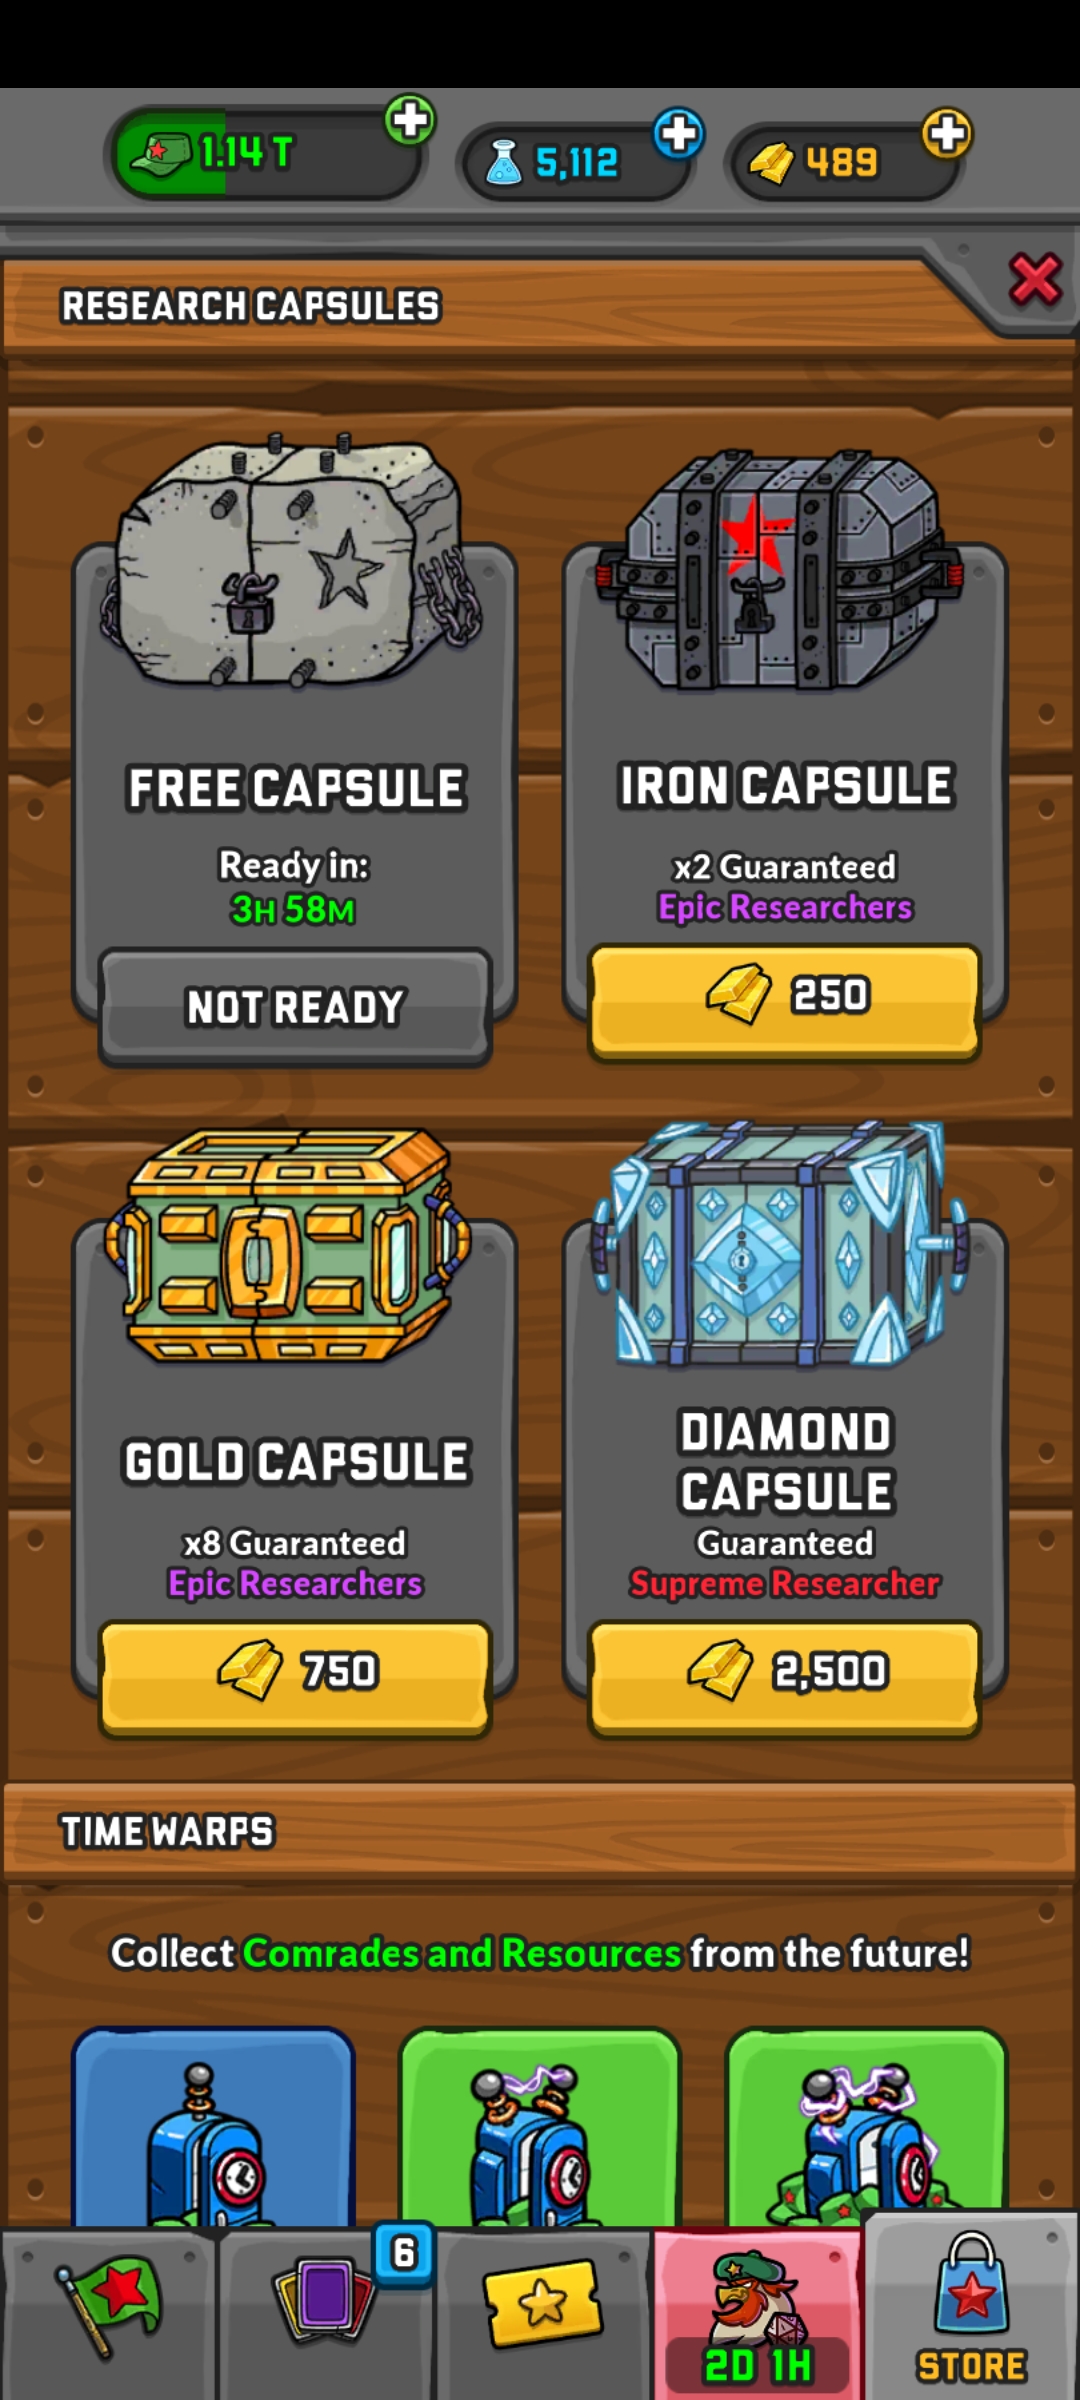 1.14 T
5,112
489
RESEARCH CAPSULES
FREE CAPSULE
Ready in:
3H 58M
NOT READY
IRON CAPSULE
x2 Guaranteed
Epic Researchers
250
GOLD CAPSULE
x8 Guaranteed
Epic Researchers
750
DIAMOND
CAPSULE
Guaranteed
Supreme Researcher
2,500
TIME WARPS
Collect Comrades and Resources from the future!
6
2D 1H
STORE